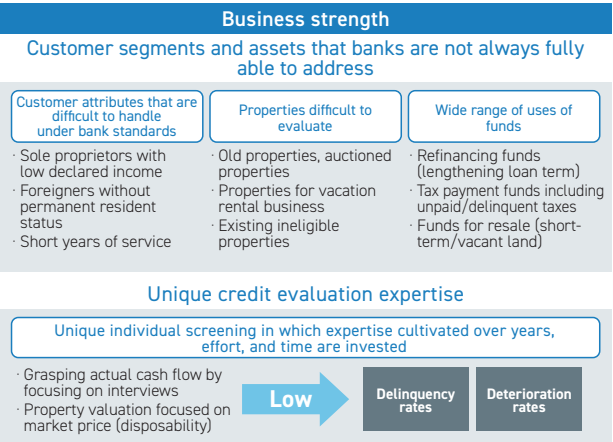 Business strength
Customer segments and assets that banks are not always fully
able to address
Customer attributes that are
difficult to handle
under bank standards
· Sole proprietors with
low declared income
· Foreigners without
permanent resident
status
· Short years of service
Properties difficult to
evaluate
· Old properties, auctioned
properties
· Properties for vacation
rental business
· Existing ineligible
properties
Wide range of uses of
funds
· Refinancing funds
(lengthening loan term)
· Tax payment funds including
unpaid/delinquent taxes
· Funds for resale (short-
term/vacant land)
Unique credit evaluation expertise
Unique individual screening in which expertise cultivated over years,
effort, and time are invested
· Grasping actual cash flow by
focusing on interviews
· Property valuation focused on
market price (disposability)
Low
Delinquency
rates
Deterioration
rates